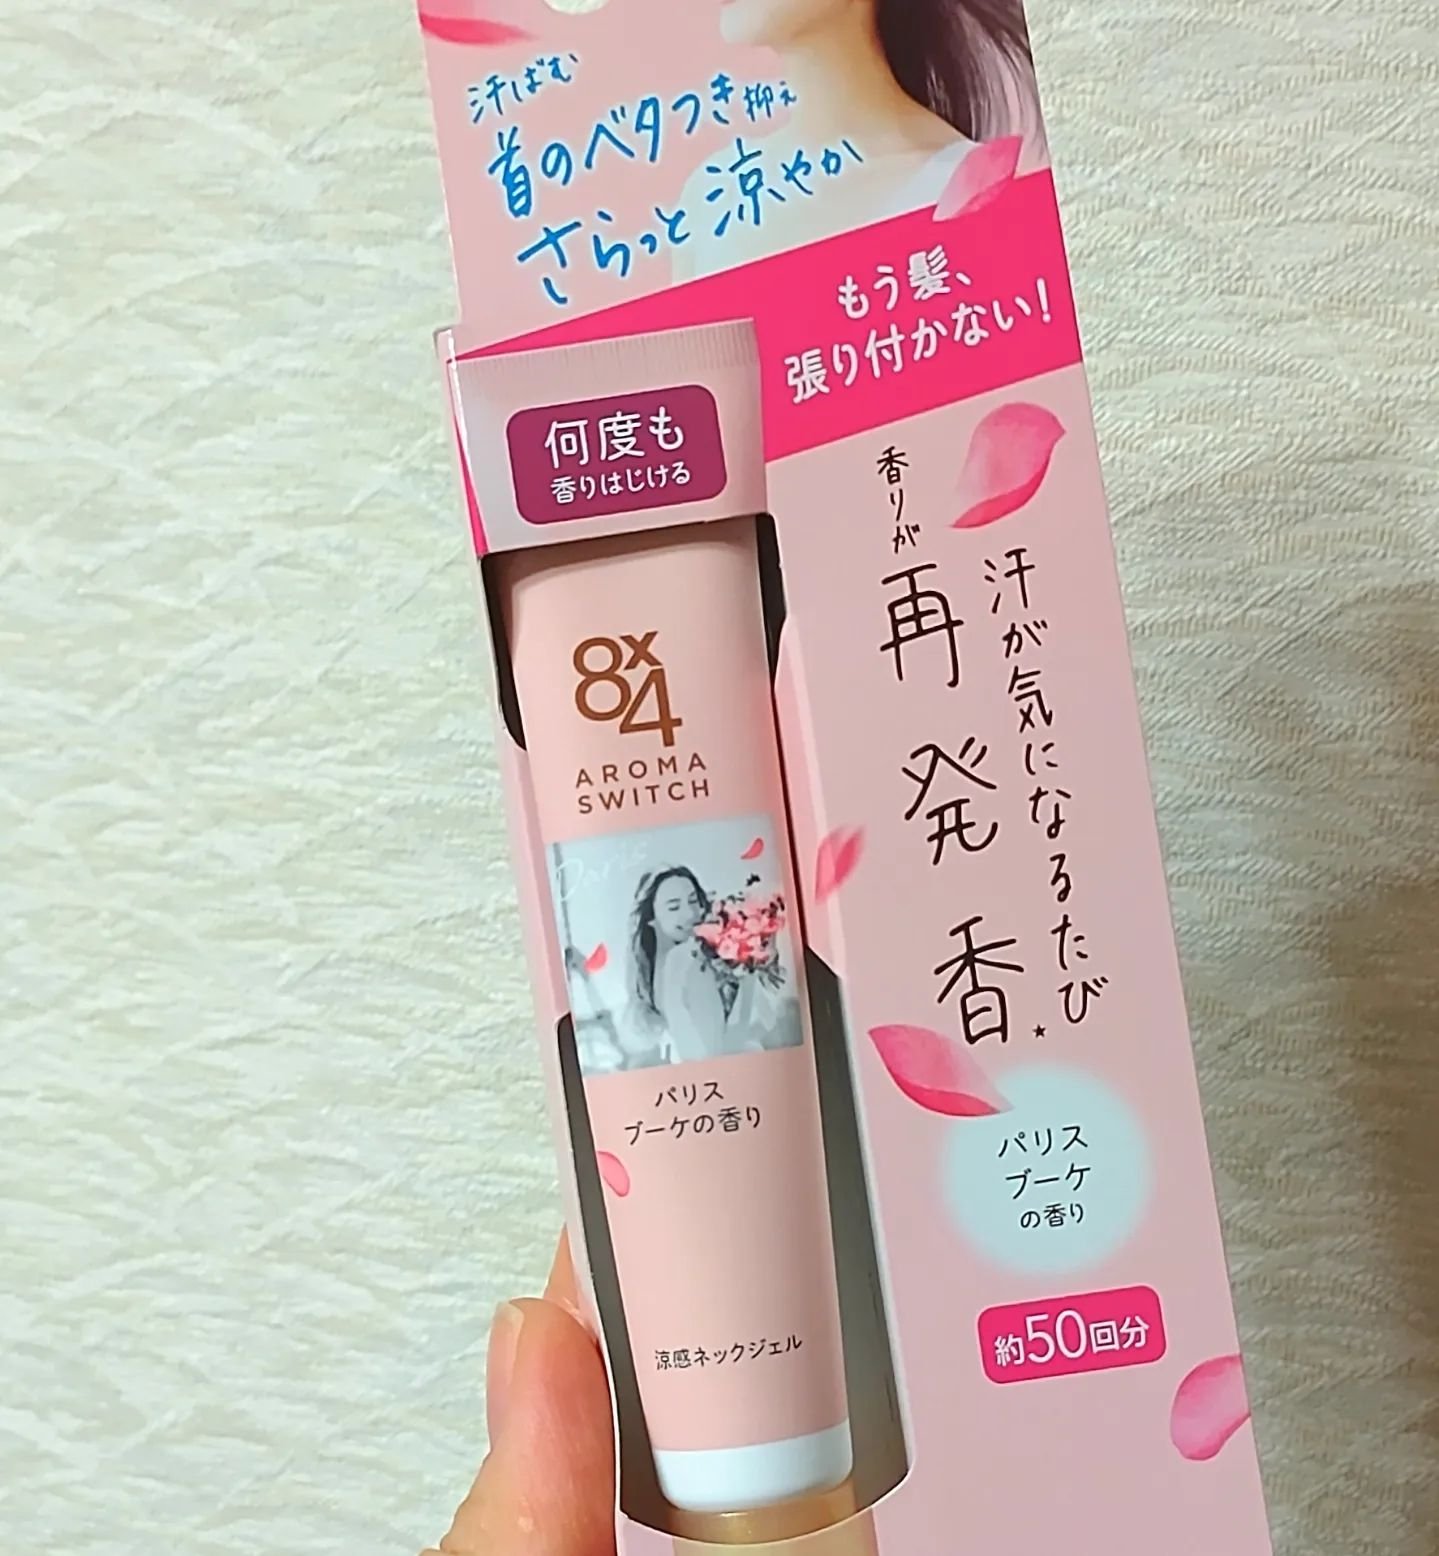 汗ばむ
首のベタつき抑え
さらっと涼やか
もう髪、
張り付かない!
何度も
香りはじける
汗が気になるたび
香りが再発香*
8x4
AROMA
SWITCH
Paris
パリス
ブーケの香り
涼感ネックジェル
パリス
ブーケ
の香り
約50回分